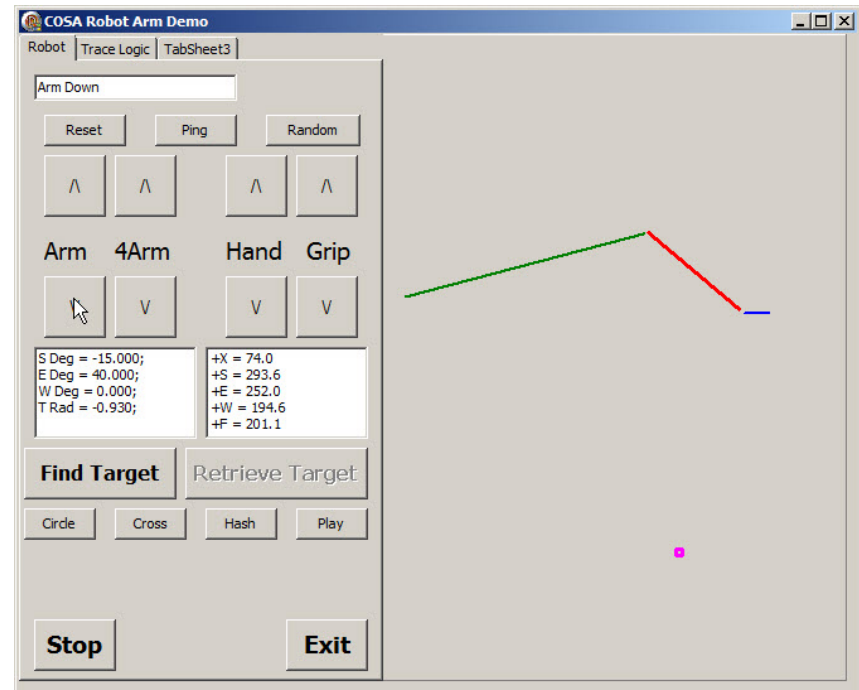 COSA Robot Arm Demo
Robot Trace Logic TabSheet3
Arm Down
Reset Ping Random
/\ /\ /\ /\
Arm 4Arm Hand Grip
V V V V
S Deg = -15.000;
E Deg = 40.000;
W Deg = 0.000;
T Rad = -0.930;
+X = 74.0
+S = 293.6
+E = 252.0
+W = 194.6
+F = 201.1
Find Target Retrieve Target
Circle Cross Hash Play
Stop Exit